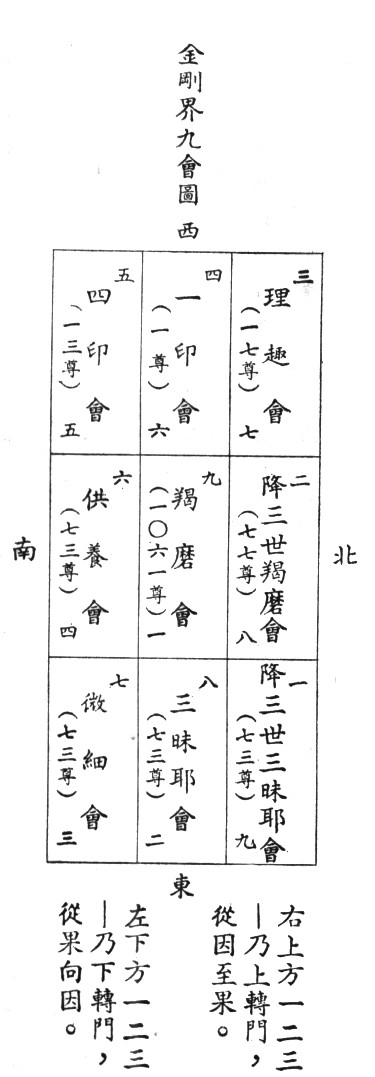 金剛界九會圖
西
三
理趣會
（一七尊）
七
四
一印會
（一尊）
六
五
四印會
（一三尊）
五
北
二
降三世羯磨會
（七七尊）
八
九
羯磨會
（一〇六一尊）
一
六
供養會
（七三尊）
四
南
一
降三世三昧耶會
（七三尊）
九
八
三昧耶會
（七三尊）
二
七
微細會
（七三尊）
三
東
右上方一二三
—乃上轉門，
從因至果。
左下方一二三
—乃下轉門，
從果向因。